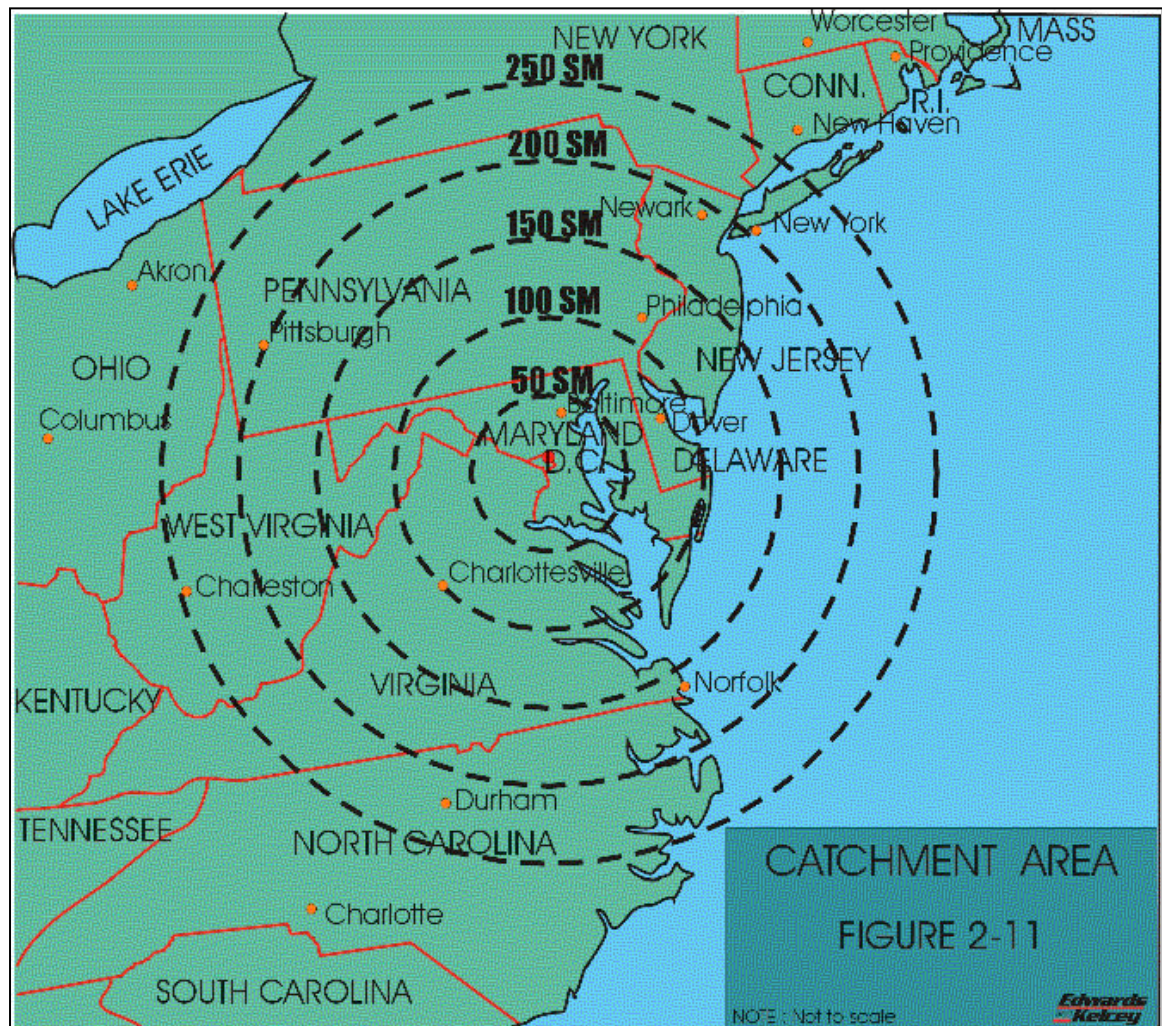 Worcester
MASS
NEW YORK
Providence
250 SM
CONN.
R.I.
New Haven
200 SM
LAKE ERIE
Newark
150 SM
New York
Akron
PENNSYLVANIA
100 SM
Philadelphia
Pittsburgh
OHIO
NEW JERSEY
50 SM
Baltimore
Columbus
Dover
MARYLAND
D.C.
DELAWARE
WEST VIRGINIA
Charleston
Charlottesville
KENTUCKY
VIRGINIA
Norfolk
Durham
TENNESSEE
NORTH CAROLINA
CATCHMENT AREA
Charlotte
FIGURE 2-11
SOUTH CAROLINA
NOTE : Not to scale
Edwards
Kelcey